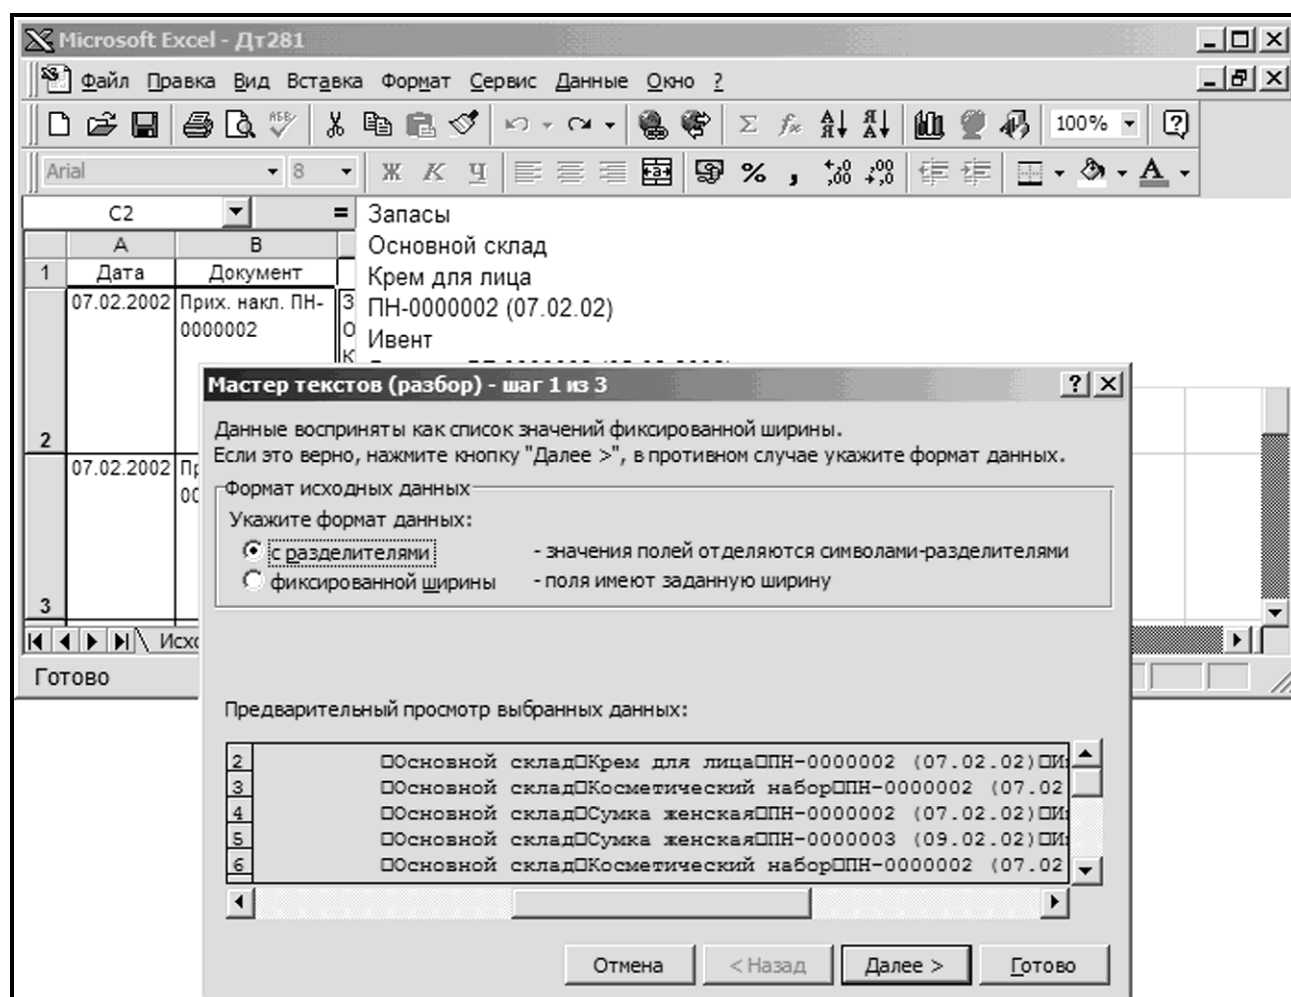 Microsoft Excel - Дт281
Файл Правка Вид Вставка Формат Сервис Данные Окно ?
100%
Arial 8 Ж К Ч
C2 = Запасы
Основной склад
Крем для лица
ПН-0000002 (07.02.02)
Ивент
A B
1 Дата Документ
07.02.2002 Прих. накл. ПН-
0000002
2
07.02.2002
3
Готово
Мастер текстов (разбор) - шаг 1 из 3
Данные восприняты как список значений фиксированной ширины.
Если это верно, нажмите кнопку "Далее >", в противном случае укажите формат данных.
Формат исходных данных
Укажите формат данных:
с разделителями - значения полей отделяются символами-разделителями
фиксированной ширины - поля имеют заданную ширину
Предварительный просмотр выбранных данных:
2 □Основной склад□Крем для лица□ПН-0000002 (07.02.02)□И
3 □Основной склад□Косметический набор□ПН-0000002 (07.02
4 □Основной склад□Сумка женская□ПН-0000002 (07.02.02)□И
5 □Основной склад□Сумка женская□ПН-0000003 (09.02.02)□И
6 □Основной склад□Косметический набор□ПН-0000002 (07.02
Отмена < Назад Далее > Готово